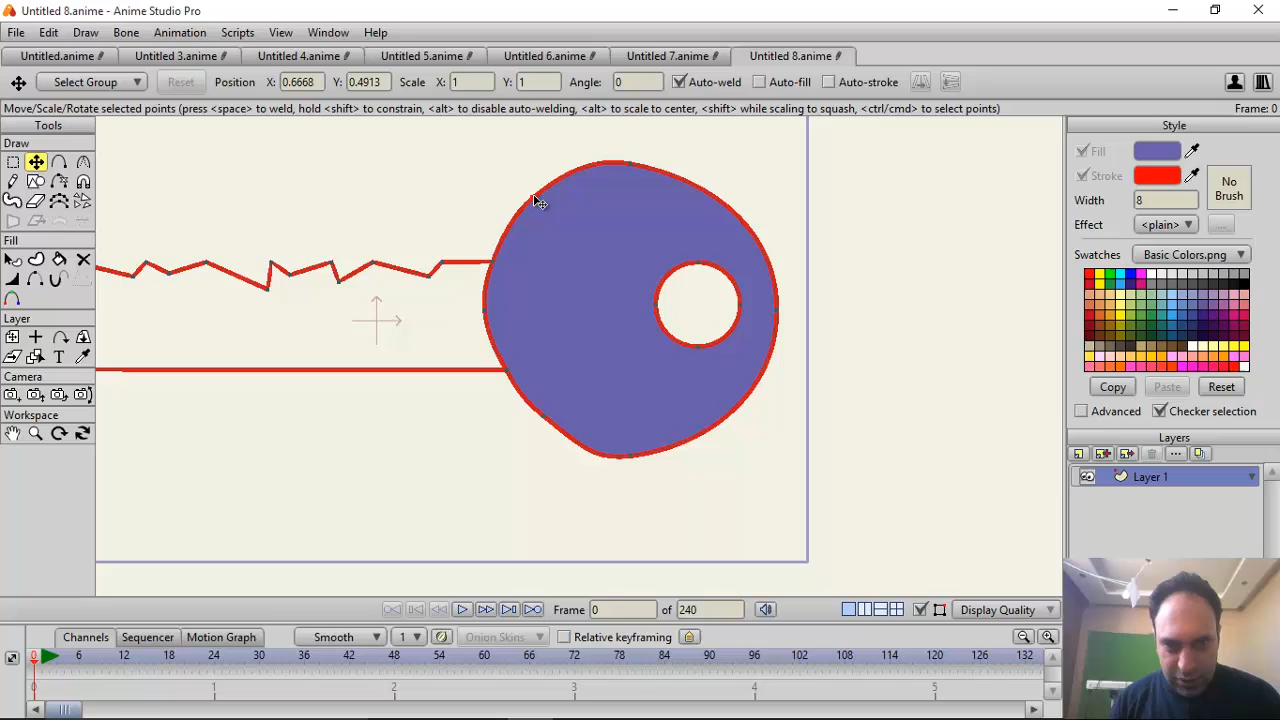 Untitled 8.anime - Anime Studio Pro
File Edit Draw Bone Animation Scripts View Window Help
Untitled.anime Untitled 3.anime Untitled 4.anime Untitled 5.anime Untitled 6.anime Untitled 7.anime Untitled 8.anime
Select Group Reset Position X: 0.6668 Y: 0.4913 Scale X: 1 Y: 1 Angle: 0 Auto-weld Auto-fill Auto-stroke
Move/Scale/Rotate selected points (press <space> to weld, hold <shift> to constrain, <alt> to disable auto-welding, <alt> to scale to center, <shift> while scaling to squash, <ctrl/cmd> to select points) Frame: 0
Tools
Draw
Fill
Layer
Camera
Workspace
Style
Fill
Stroke
No Brush
Width 8
Effect <plain> ...
Swatches Basic Colors.png
Copy Paste Reset
Advanced Checker selection
Layers
Layer 1
Frame 0 of 240 Display Quality
Channels Sequencer Motion Graph Smooth 1 Onion Skins Relative keyframing
0 6 12 18 24 30 36 42 48 54 60 66 72 78 84 90 96 102 108 114 120 126 132
0 1 2 3 4 5